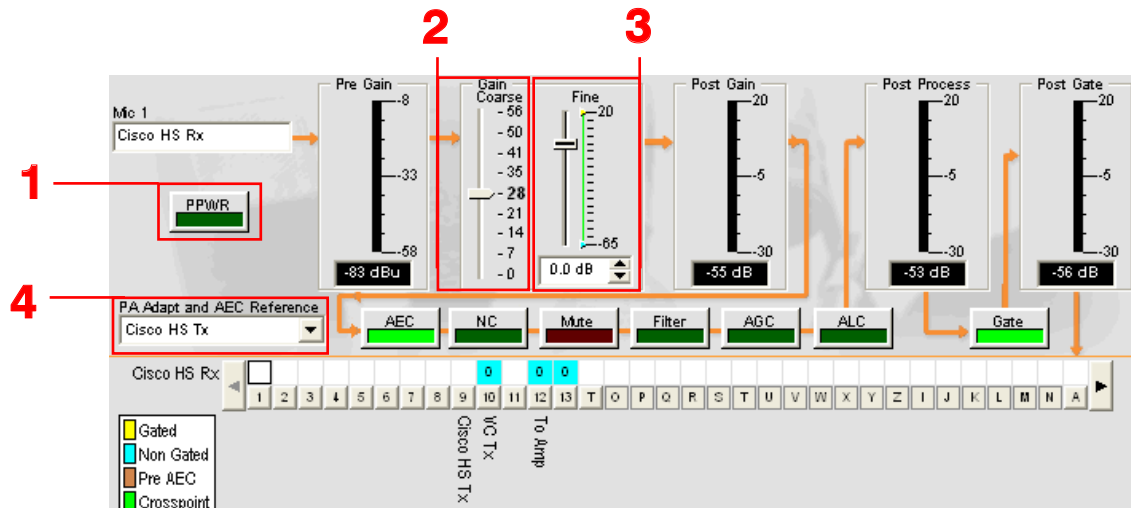 2 3
Pre Gain Gain Post Gain Post Process Post Gate
Coarse Fine
Mic 1
Cisco HS Rx
-8 -33 -58
-83 dBu
56
50
41
35
28
21
14
7
0
20
-65
0.0 dB
20 -5 -30
-55 dB
20 -5 -30
-53 dB
20 -5 -30
-56 dB
1
PPWR
4
PA Adapt and AEC Reference
Cisco HS Tx
AEC NC Mute Filter AGC ALC Gate
Cisco HS Rx
0 0 0
1 2 3 4 5 6 7 8 9 10 11 12 13 T O P Q R S T U V W X Y Z I J K L M N A
Cisco HS Tx
VC Tx
To Amp
Gated
Non Gated
Pre AEC
Crosspoint